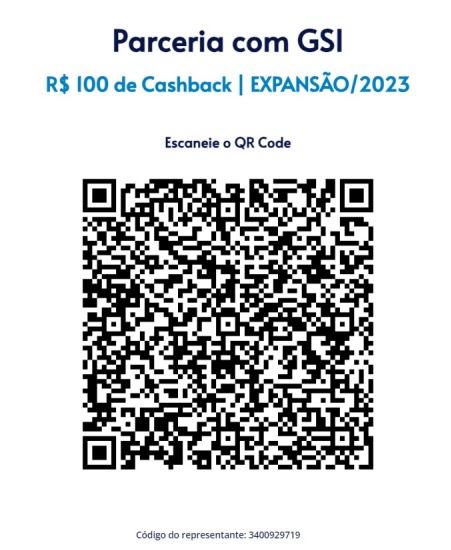 Parceria com GSI
R$ 100 de Cashback | EXPANSÃO/2023
Escaneie o QR Code
Código do representante: 3400929719